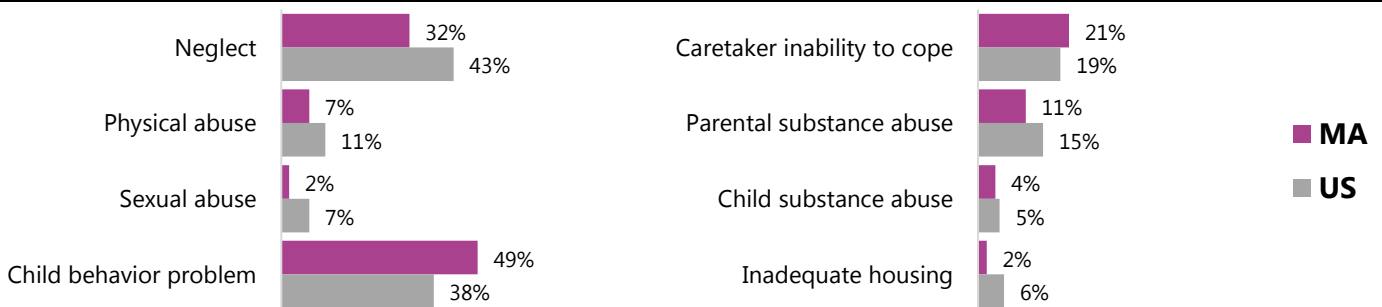 Neglect
32%
43%
Physical abuse
7%
11%
Sexual abuse
2%
7%
Child behavior problem
49%
38%
Caretaker inability to cope
21%
19%
Parental substance abuse
11%
15%
Child substance abuse
4%
5%
Inadequate housing
2%
6%
MA
US